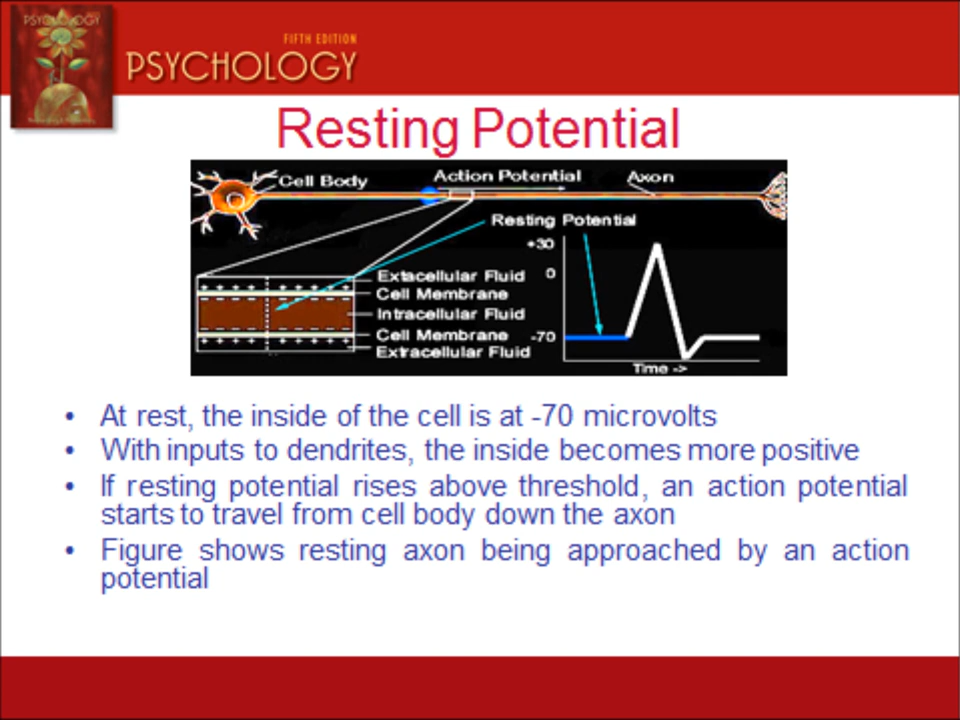 PSYCHOLOGY
FIFTH EDITION
PSYCHOLOGY
Resting Potential
Cell Body
Action Potential
Axon
Resting Potential
+30
0
Extacellular Fluid
Cell Membrane
Intracellular Fluid
Cell Membrane
-70
Extracellular Fluid
Time ->
• At rest, the inside of the cell is at -70 microvolts
• With inputs to dendrites, the inside becomes more positive
• If resting potential rises above threshold, an action potential
starts to travel from cell body down the axon
• Figure shows resting axon being approached by an action
potential